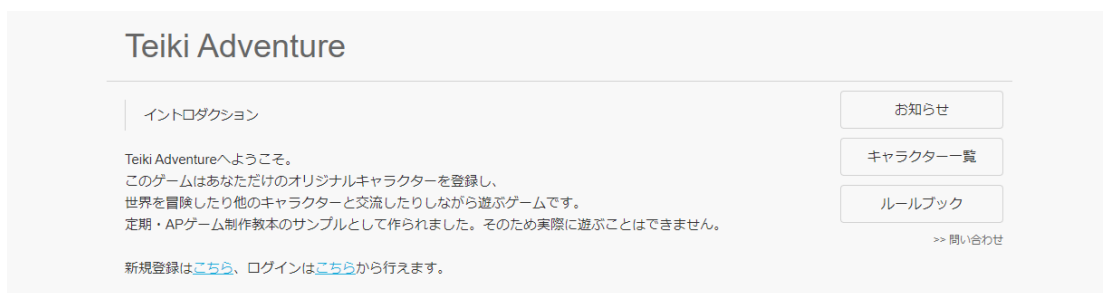 Teiki Adventure
イントロダクション
Teiki Adventureへようこそ。
このゲームはあなただけのオリジナルキャラクターを登録し、
世界を冒険したり他のキャラクターと交流したりしながら遊ぶゲームです。
定期・APゲーム制作教本のサンプルとして作られました。そのため実際に遊ぶことはできません。
新規登録はこちら、ログインはこちらから行えます。
お知らせ
キャラクター一覧
ルールブック
>> 問い合わせ